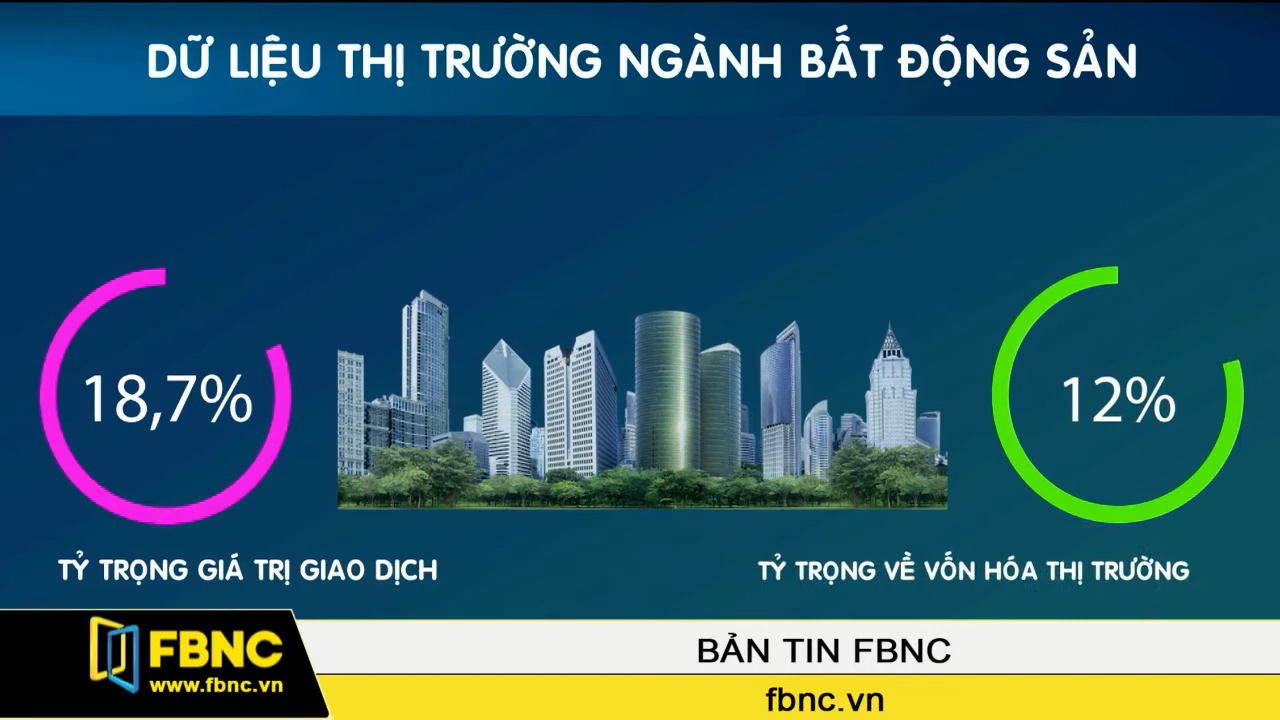 DỮ LIỆU THỊ TRƯỜNG NGÀNH BẤT ĐỘNG SẢN
18,7%
12%
TỶ TRỌNG GIÁ TRỊ GIAO DỊCH
TỶ TRỌNG VỀ VỐN HÓA THỊ TRƯỜNG
FBNC
www.fbnc.vn
BẢN TIN FBNC
fbnc.vn